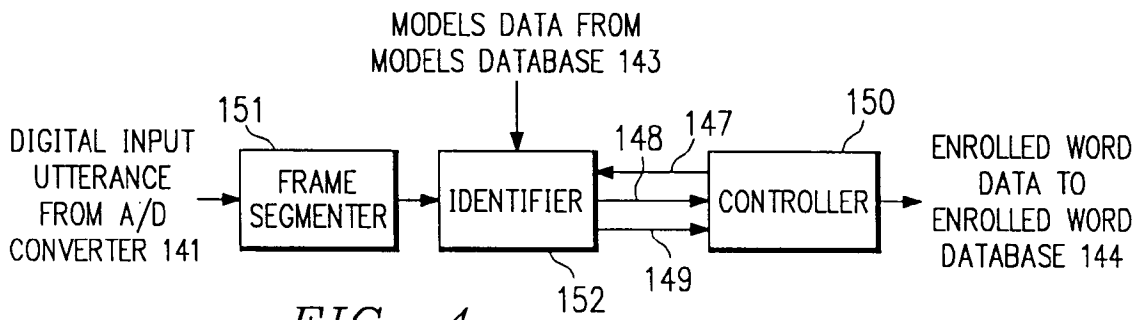 MODELS DATA FROM
MODELS DATABASE 143
151
DIGITAL INPUT
UTTERANCE
FROM A/D
CONVERTER 141
FRAME
SEGMENTER
IDENTIFIER
152
148
147
149
150
CONTROLLER
ENROLLED WORD
DATA TO
ENROLLED WORD
DATABASE 144
FIG. 4